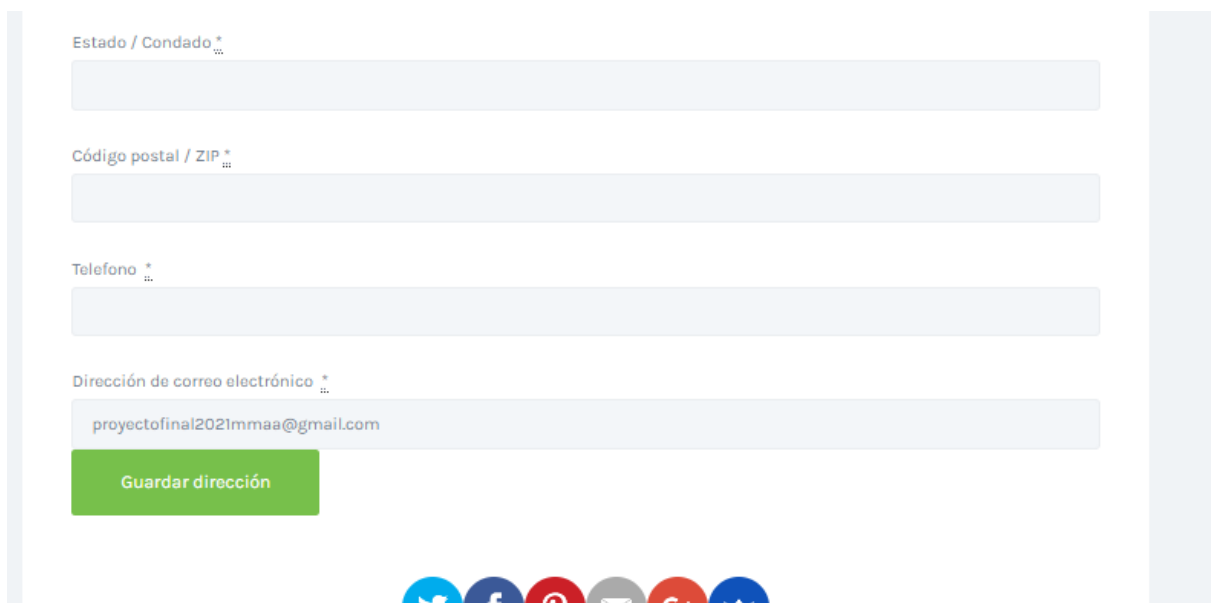 Estado / Condado *
Código postal / ZIP *
Telefono *
Dirección de correo electrónico *
proyectofinal2021mmaa@gmail.com
Guardar dirección